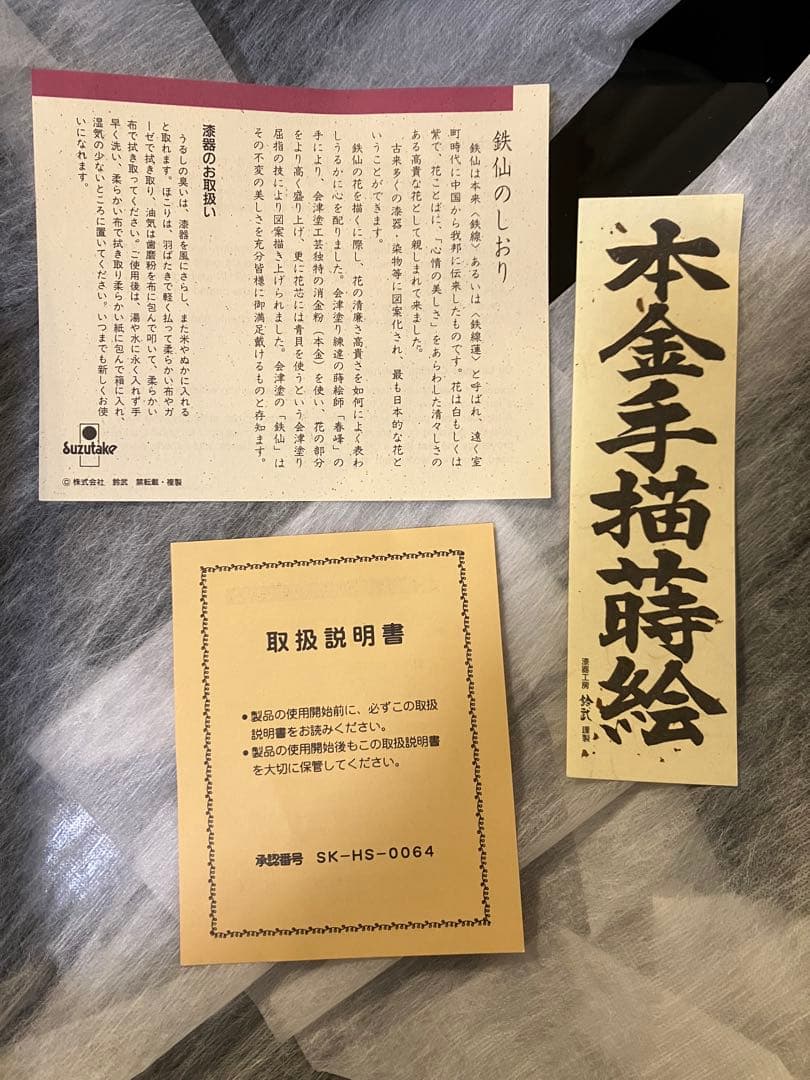 鉄仙のしおり
鉄仙は本来〈鉄線〉あるいは〈鉄線蓮〉と呼ばれ、遠く室
町時代に中国から我邦に伝来したものです。花は白もしくは
紫で、花ことばに、「心情の美しさ」をあらわした清々しさの
ある高貴な花として親しまれて来ました。
古来多くの漆器・染物等に図案化され、最も日本的な花と
いうことができます。
鉄仙の花を描くに際し、花の清廉さ高貴さを如何によく表わ
しうるかに心を配りました。会津塗り練達の蒔絵師「春峰」の
手により、会津塗工芸独特の消金粉（本金）を使い、花の部分
をより高く盛り上げ、更に花芯には青貝を使うという会津塗り
屈指の技により図案描き上げられました。会津塗の「鉄仙」は
その不変の美しさを充分皆様に御満足戴けるものと存知ます。
漆器のお取扱い
うるしの臭いは、漆器を風にさらし、また米やぬかに入れる
と取れます。ほこりは、羽ばたきで軽く払って柔らかい布やガ
ーゼで拭き取り、油気は歯磨粉を布に包んで叩いて、柔らかい
布で拭き取ってください。ご使用後は、湯や水に永く入れず手
早く洗い、柔らかい布で拭き取り柔らかい紙に包んで箱に入れ、
湿気の少ないところに置いてください。いつまでも新しくお使
いになれます。
Suzutake
©株式会社 鈴武 禁転載・複製
本金手描蒔絵
漆器工房 鈴武 謹製
取扱説明書
●製品の使用開始前に、必ずこの取扱
説明書をお読みください。
●製品の使用開始後もこの取扱説明書
を大切に保管してください。
承認番号 SK-HS-0064